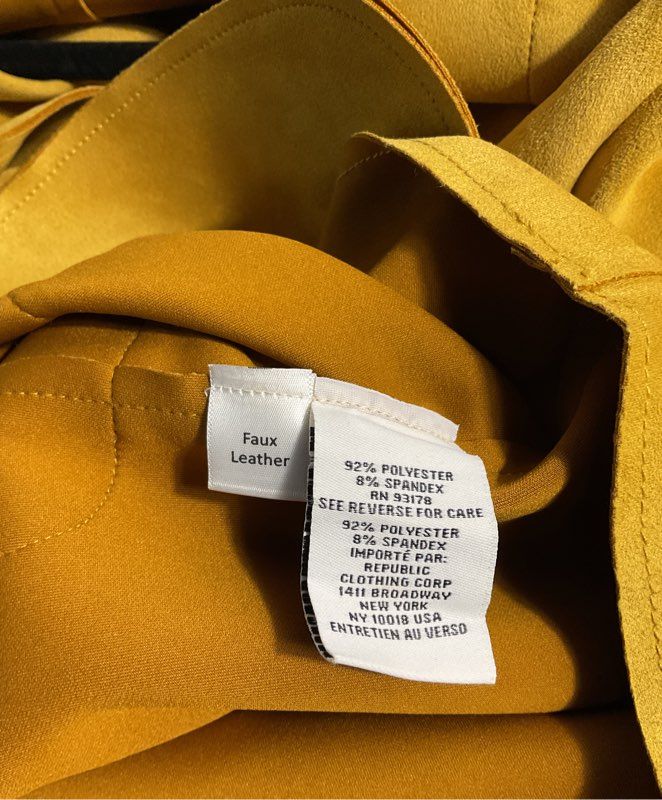 Faux
Leather
92% POLYESTER
8% SPANDEX
RN 93178
SEE REVERSE FOR CARE
92% POLYESTER
8% SPANDEX
IMPORTÉ PAR:
REPUBLIC
CLOTHING CORP
1411 BROADWAY
NEW YORK
NY 10018 USA
ENTRETIEN AU VERSO